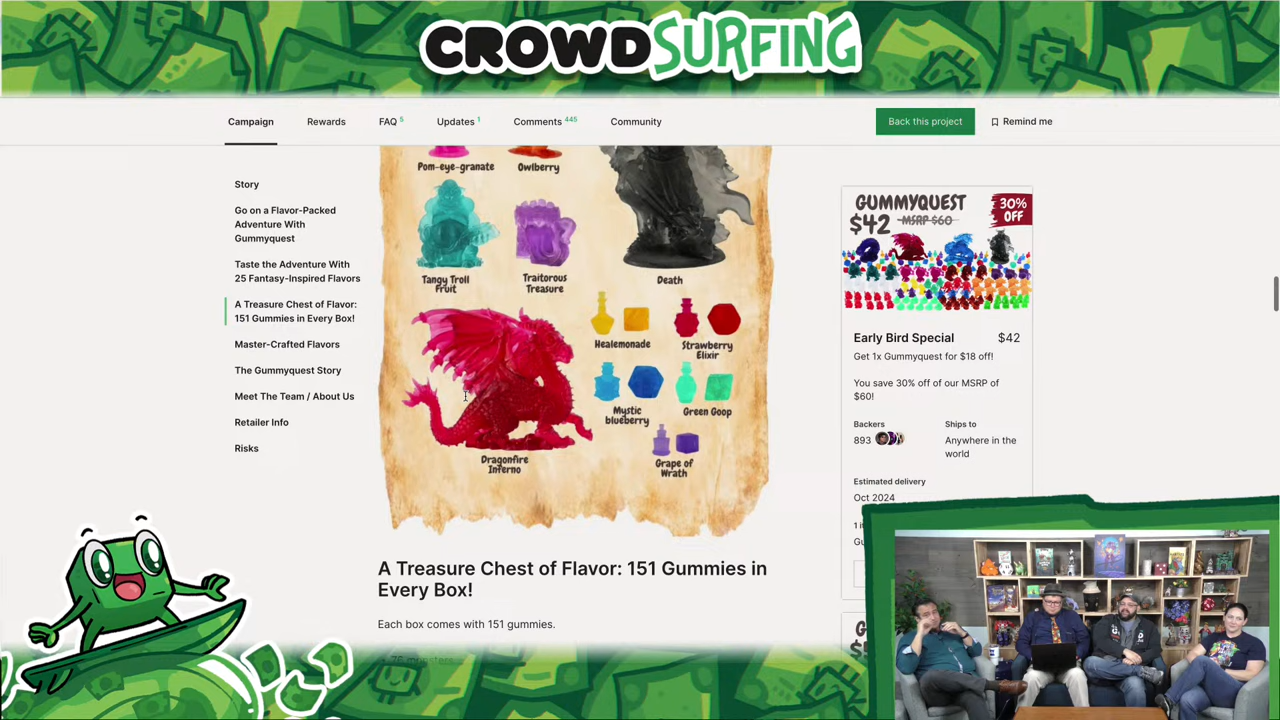 CROWDSURFING
Campaign
Rewards
FAQ 5
Updates 1
Comments 445
Community
Back this project
Remind me
Story
Go on a Flavor-Packed
Adventure With
Gummyquest
Taste the Adventure With
25 Fantasy-Inspired Flavors
A Treasure Chest of Flavor:
151 Gummies in Every Box!
Master-Crafted Flavors
The Gummyquest Story
Meet The Team / About Us
Retailer Info
Risks
Pom-eye-granate
Owlberry
Tangy Troll
Fruit
Traitorous
Treasure
Death
Healemonade
Strawberry
Elixir
Mystic
blueberry
Green Goop
Grape of
Wrath
Dragonfire
Inferno
A Treasure Chest of Flavor: 151 Gummies in
Every Box!
Each box comes with 151 gummies.
GUMMYQUEST
$42 MSRP $60
30%
OFF
Early Bird Special $42
Get 1x Gummyquest for $18 off!
You save 30% off of our MSRP of
$60!
Backers
893
Ships to
Anywhere in the
world
Estimated delivery
Oct 2024